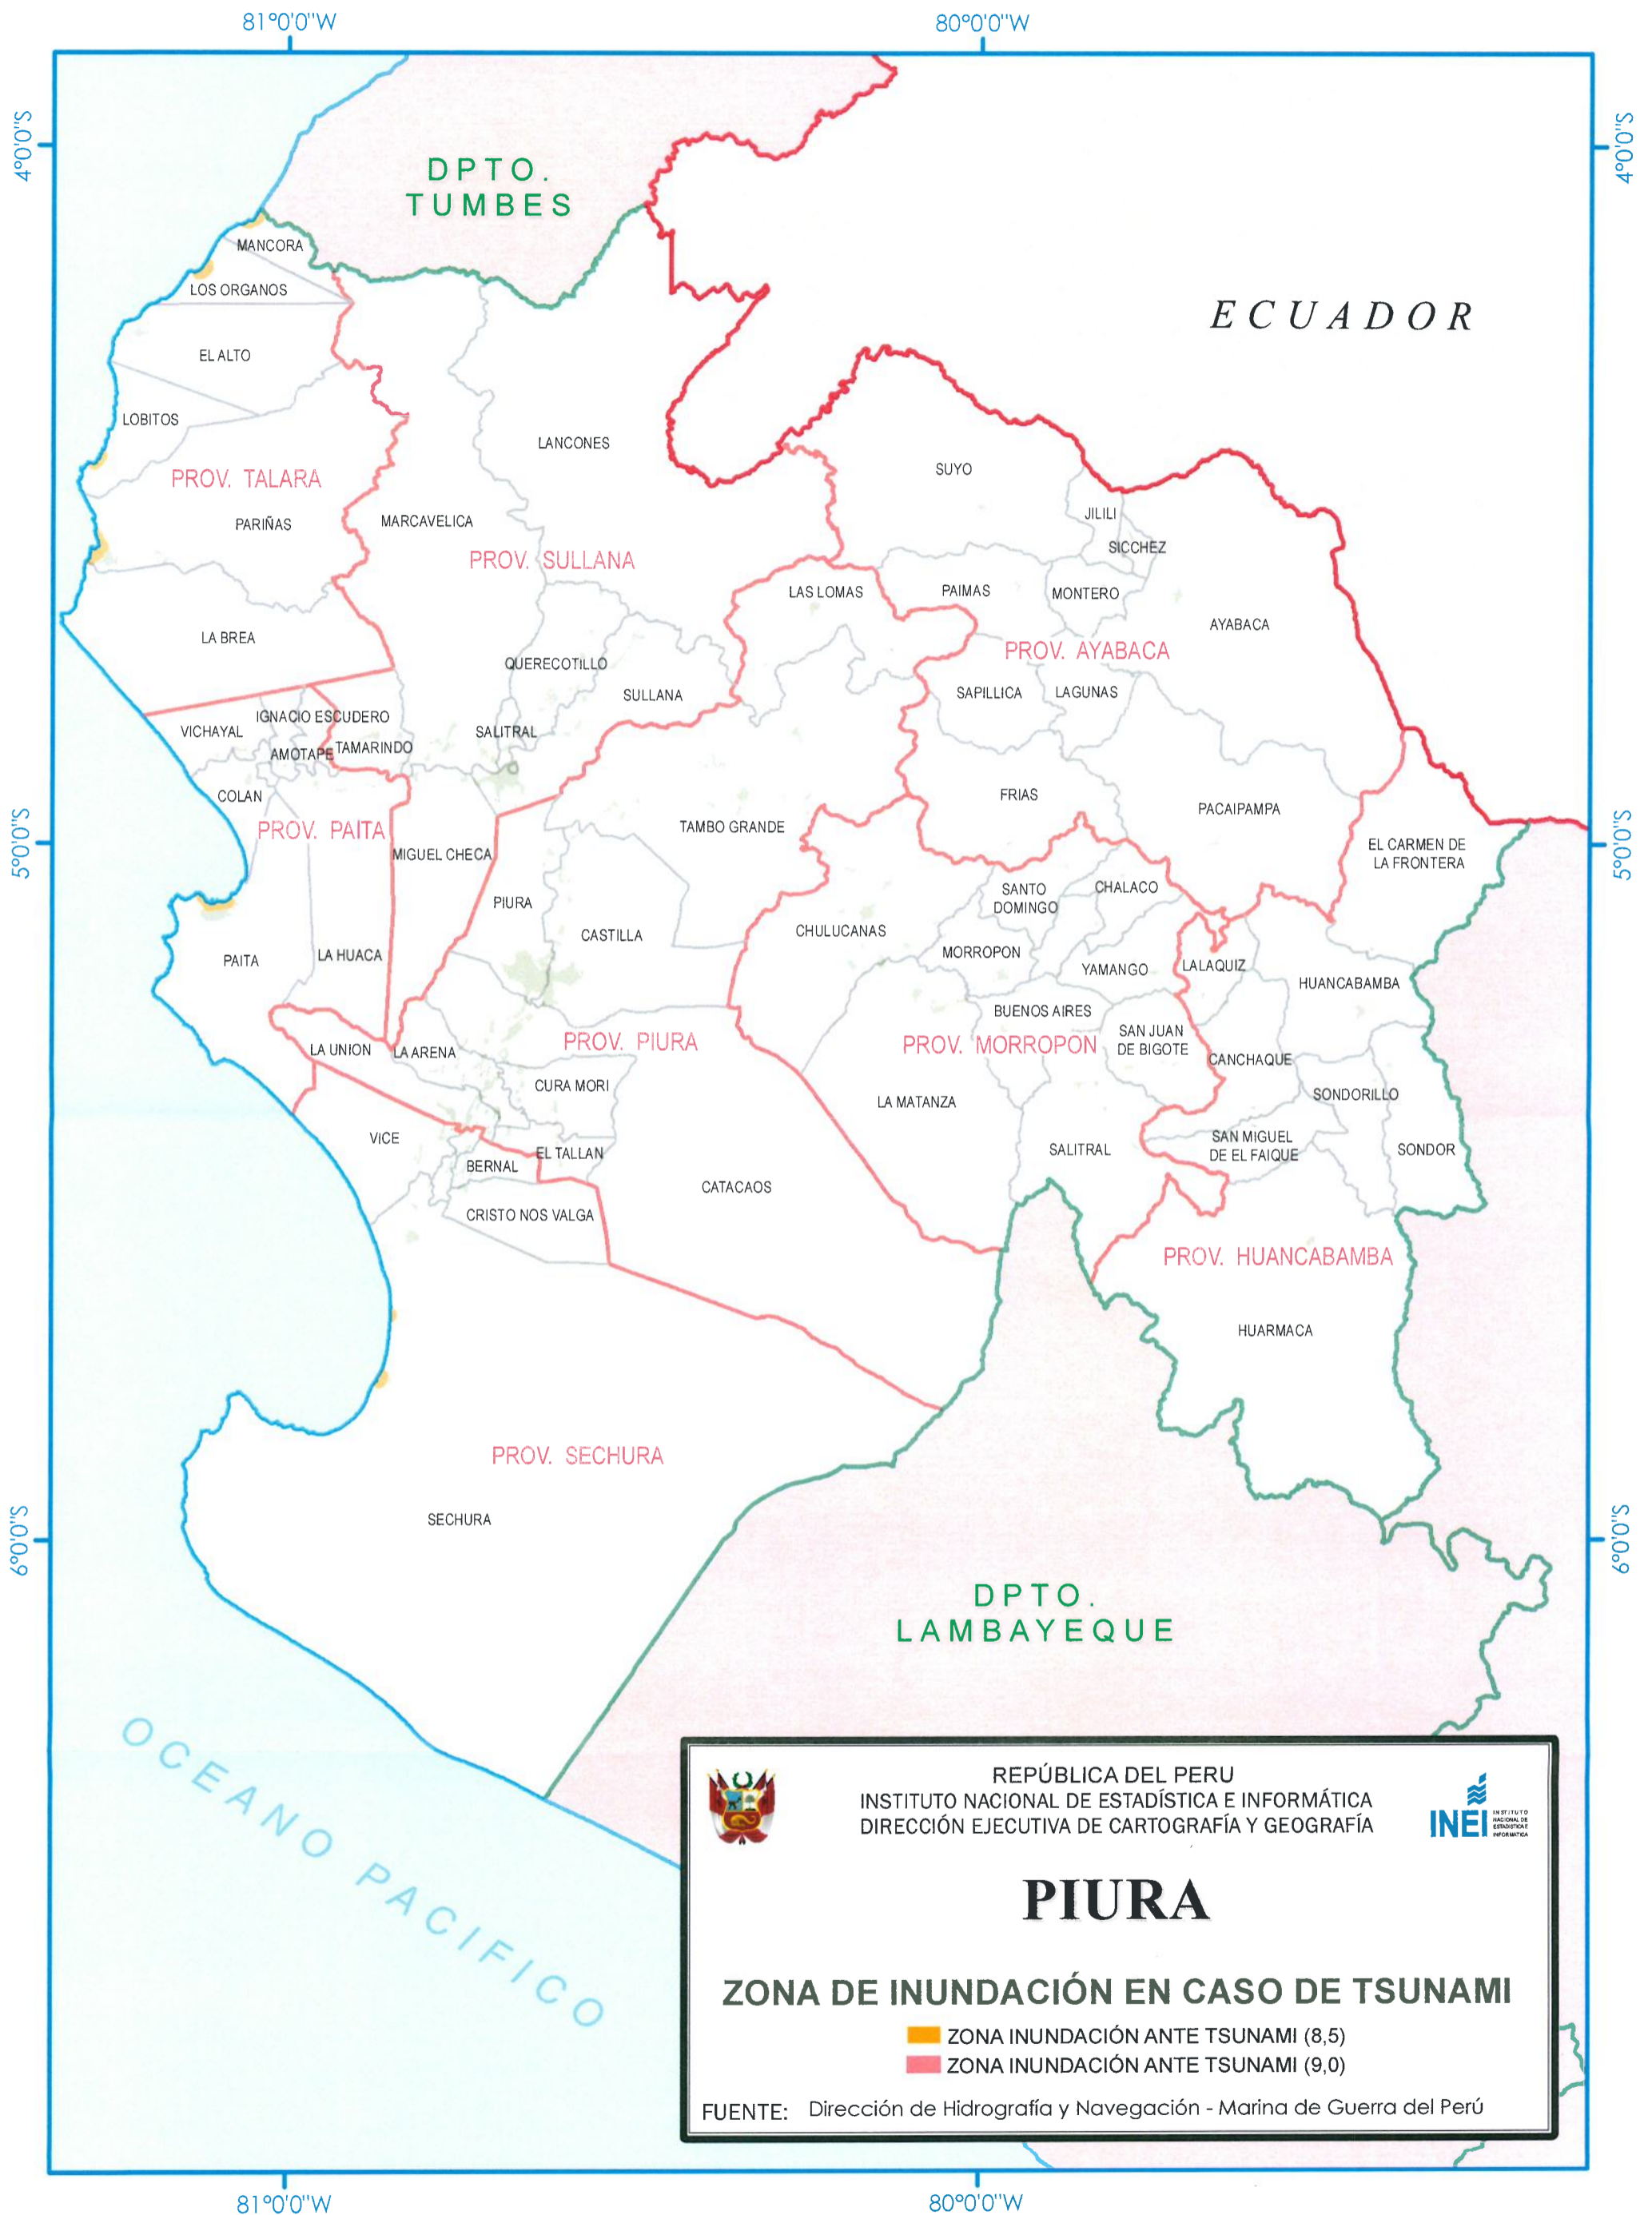 81°0'0"W
80°0'0"W
4°0'0"S
4°0'0"S
DPTO.
TUMBES
MANCORA
LOS ORGANOS
ECUADOR
EL ALTO
LOBITOS
LANCONES
SUYO
PROV. TALARA
PARIÑAS
MARCAVELICA
JILILI
SICCHEZ
PROV. SULLANA
LAS LOMAS
PAIMAS
MONTERO
AYABACA
LA BREA
PROV. AYABACA
QUERECOTILLO
SULLANA
SAPILLICA
LAGUNAS
IGNACIO ESCUDERO
VICHAYAL
SALITRAL
AMOTAPE
TAMARINDO
COLAN
FRIAS
PACAIPAMPA
PROV. PAITA
TAMBO GRANDE
5°0'0"S
5°0'0"S
MIGUEL CHECA
EL CARMEN DE
LA FRONTERA
PIURA
SANTO
DOMINGO
CHALACO
CASTILLA
CHULUCANAS
PAITA
LA HUACA
MORROPON
YAMANGO
LALAQUIZ
HUANCABAMBA
BUENOS AIRES
SAN JUAN
DE BIGOTE
LA UNION
LA ARENA
PROV. PIURA
PROV. MORROPON
CANCHAQUE
CURA MORI
LA MATANZA
SONDORILLO
VICE
EL TALLAN
BERNAL
SALITRAL
SAN MIGUEL
DE EL FAIQUE
SONDOR
CATACAOS
CRISTO NOS VALGA
PROV. HUANCABAMBA
HUARMACA
PROV. SECHURA
SECHURA
6°0'0"S
6°0'0"S
DPTO.
LAMBAYEQUE
OCEANO PACIFICO
REPÚBLICA DEL PERU
INSTITUTO NACIONAL DE ESTADÍSTICA E INFORMÁTICA
DIRECCIÓN EJECUTIVA DE CARTOGRAFÍA Y GEOGRAFÍA
INEI
INSTITUTO
NACIONAL DE
ESTADISTICA E
INFORMATICA
PIURA
ZONA DE INUNDACIÓN EN CASO DE TSUNAMI
ZONA INUNDACIÓN ANTE TSUNAMI (8,5)
ZONA INUNDACIÓN ANTE TSUNAMI (9,0)
FUENTE: Dirección de Hidrografía y Navegación - Marina de Guerra del Perú
81°0'0"W
80°0'0"W